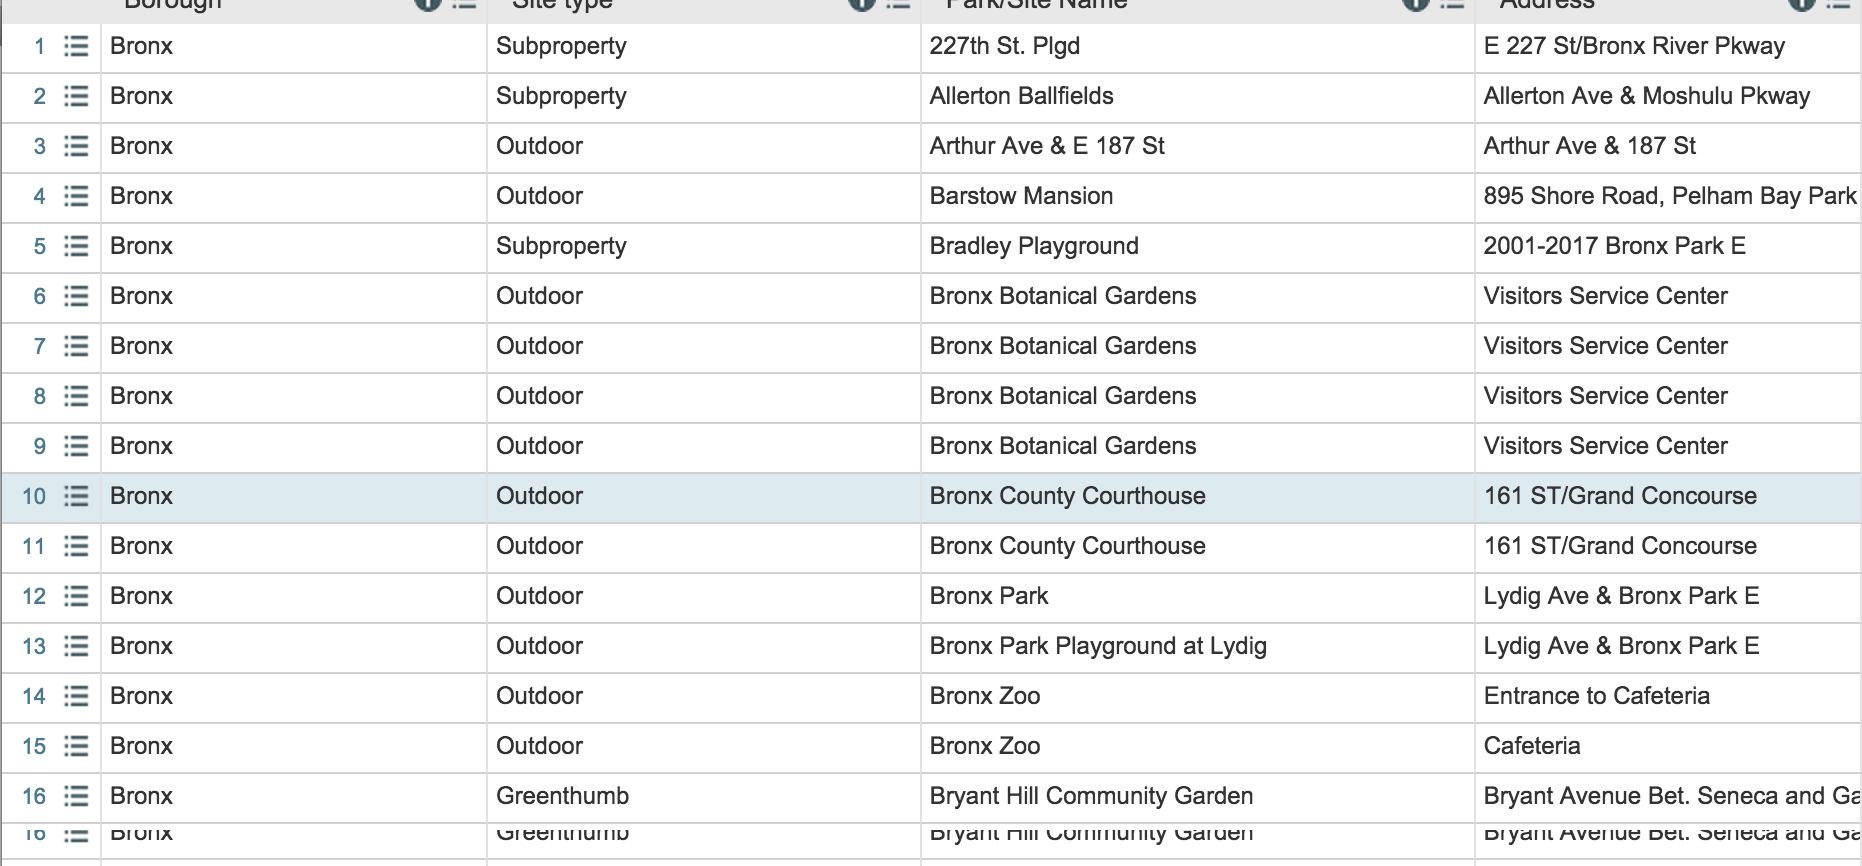 Borough Site type Park/Site Name Address
1 Bronx Subproperty 227th St. Plgd E 227 St/Bronx River Pkway
2 Bronx Subproperty Allerton Ballfields Allerton Ave & Moshulu Pkway
3 Bronx Outdoor Arthur Ave & E 187 St Arthur Ave & 187 St
4 Bronx Outdoor Barstow Mansion 895 Shore Road, Pelham Bay Park
5 Bronx Subproperty Bradley Playground 2001-2017 Bronx Park E
6 Bronx Outdoor Bronx Botanical Gardens Visitors Service Center
7 Bronx Outdoor Bronx Botanical Gardens Visitors Service Center
8 Bronx Outdoor Bronx Botanical Gardens Visitors Service Center
9 Bronx Outdoor Bronx Botanical Gardens Visitors Service Center
10 Bronx Outdoor Bronx County Courthouse 161 ST/Grand Concourse
11 Bronx Outdoor Bronx County Courthouse 161 ST/Grand Concourse
12 Bronx Outdoor Bronx Park Lydig Ave & Bronx Park E
13 Bronx Outdoor Bronx Park Playground at Lydig Lydig Ave & Bronx Park E
14 Bronx Outdoor Bronx Zoo Entrance to Cafeteria
15 Bronx Outdoor Bronx Zoo Cafeteria
16 Bronx Greenthumb Bryant Hill Community Garden Bryant Avenue Bet. Seneca and Ga
16 Bronx Greenthumb Bryant Hill Community Garden Bryant Avenue Bet. Seneca and Ga